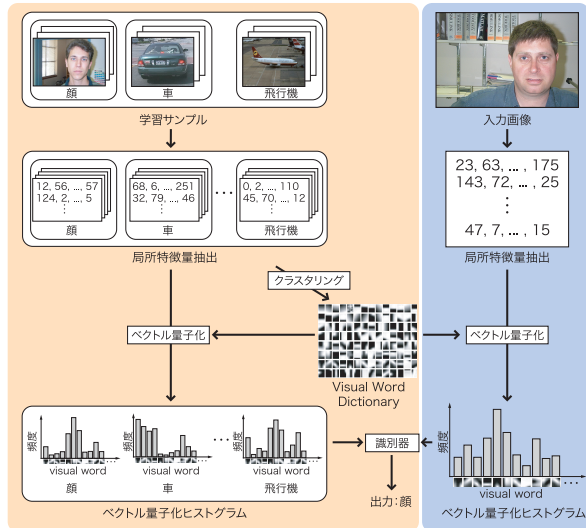 顔
車
飛行機
学習サンプル
入力画像
12, 56, ..., 57
124, 2, ..., 5
⋮
顔
68, 6, ..., 251
32, 79, ..., 46
⋮
車
...
0, 2, ..., 110
45, 70, ..., 12
⋮
飛行機
局所特徴量抽出
23, 63, ... , 175
143, 72, ... , 25
⋮
47, 7, ... , 15
局所特徴量抽出
クラスタリング
ベクトル量子化
ベクトル量子化
Visual Word
Dictionary
頻度
visual word
顔
頻度
visual word
車
...
頻度
visual word
飛行機
ベクトル量子化ヒストグラム
識別器
出力:顔
頻度
visual word
ベクトル量子化ヒストグラム